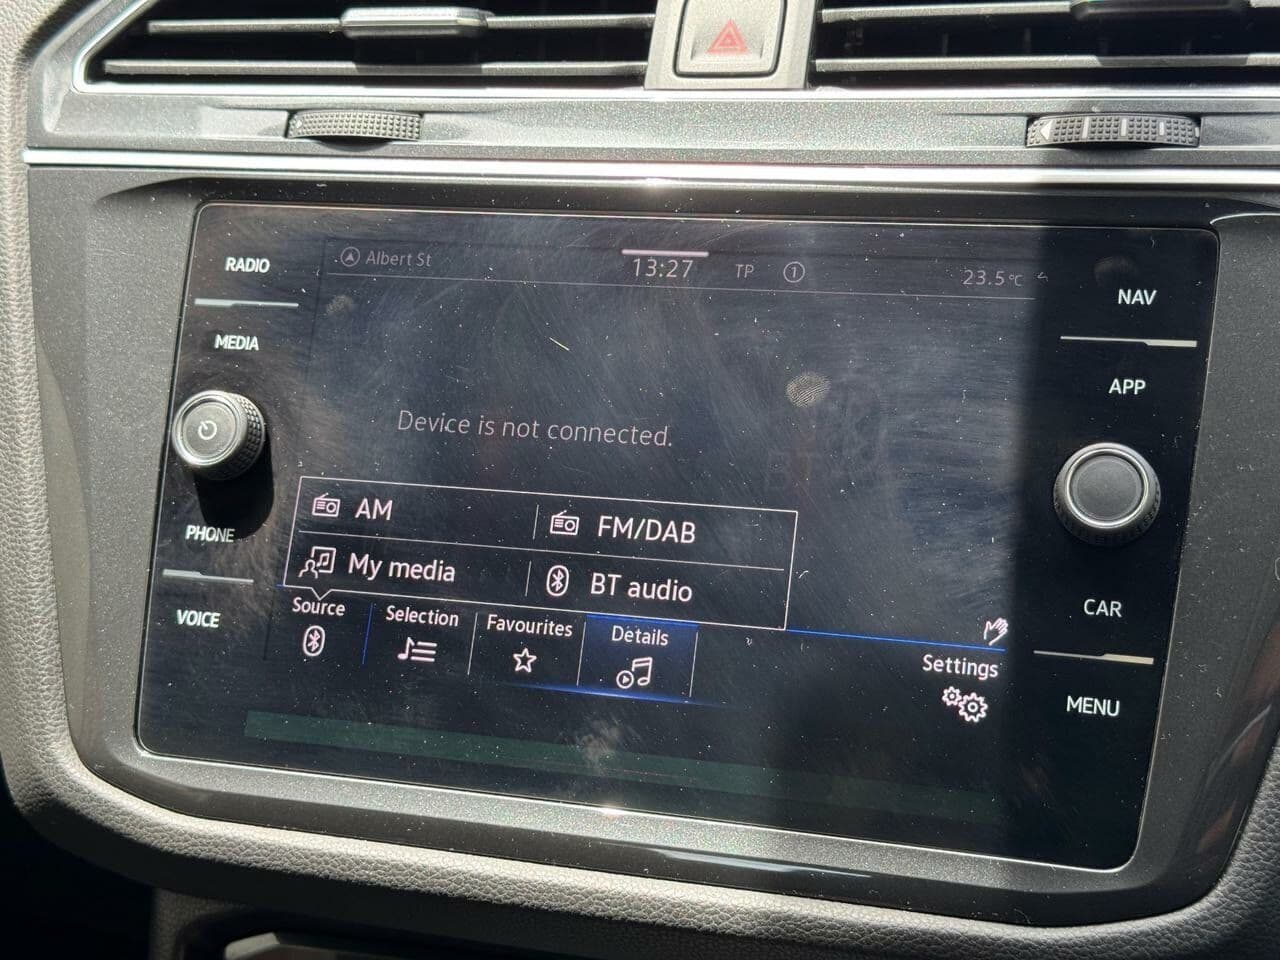 Albert St
13:27
TP
1
23.5°C
RADIO
MEDIA
PHONE
VOICE
NAV
APP
CAR
MENU
Device is not connected.
AM
FM/DAB
My media
BT audio
Source
Selection
Favourites
Details
Settings